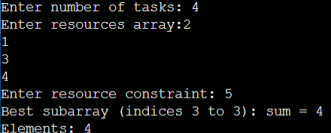 Enter number of tasks: 4
Enter resources array:2
1
3
4
Enter resource constraint: 5
Best subarray (indices 3 to 3): sum = 4
Elements: 4